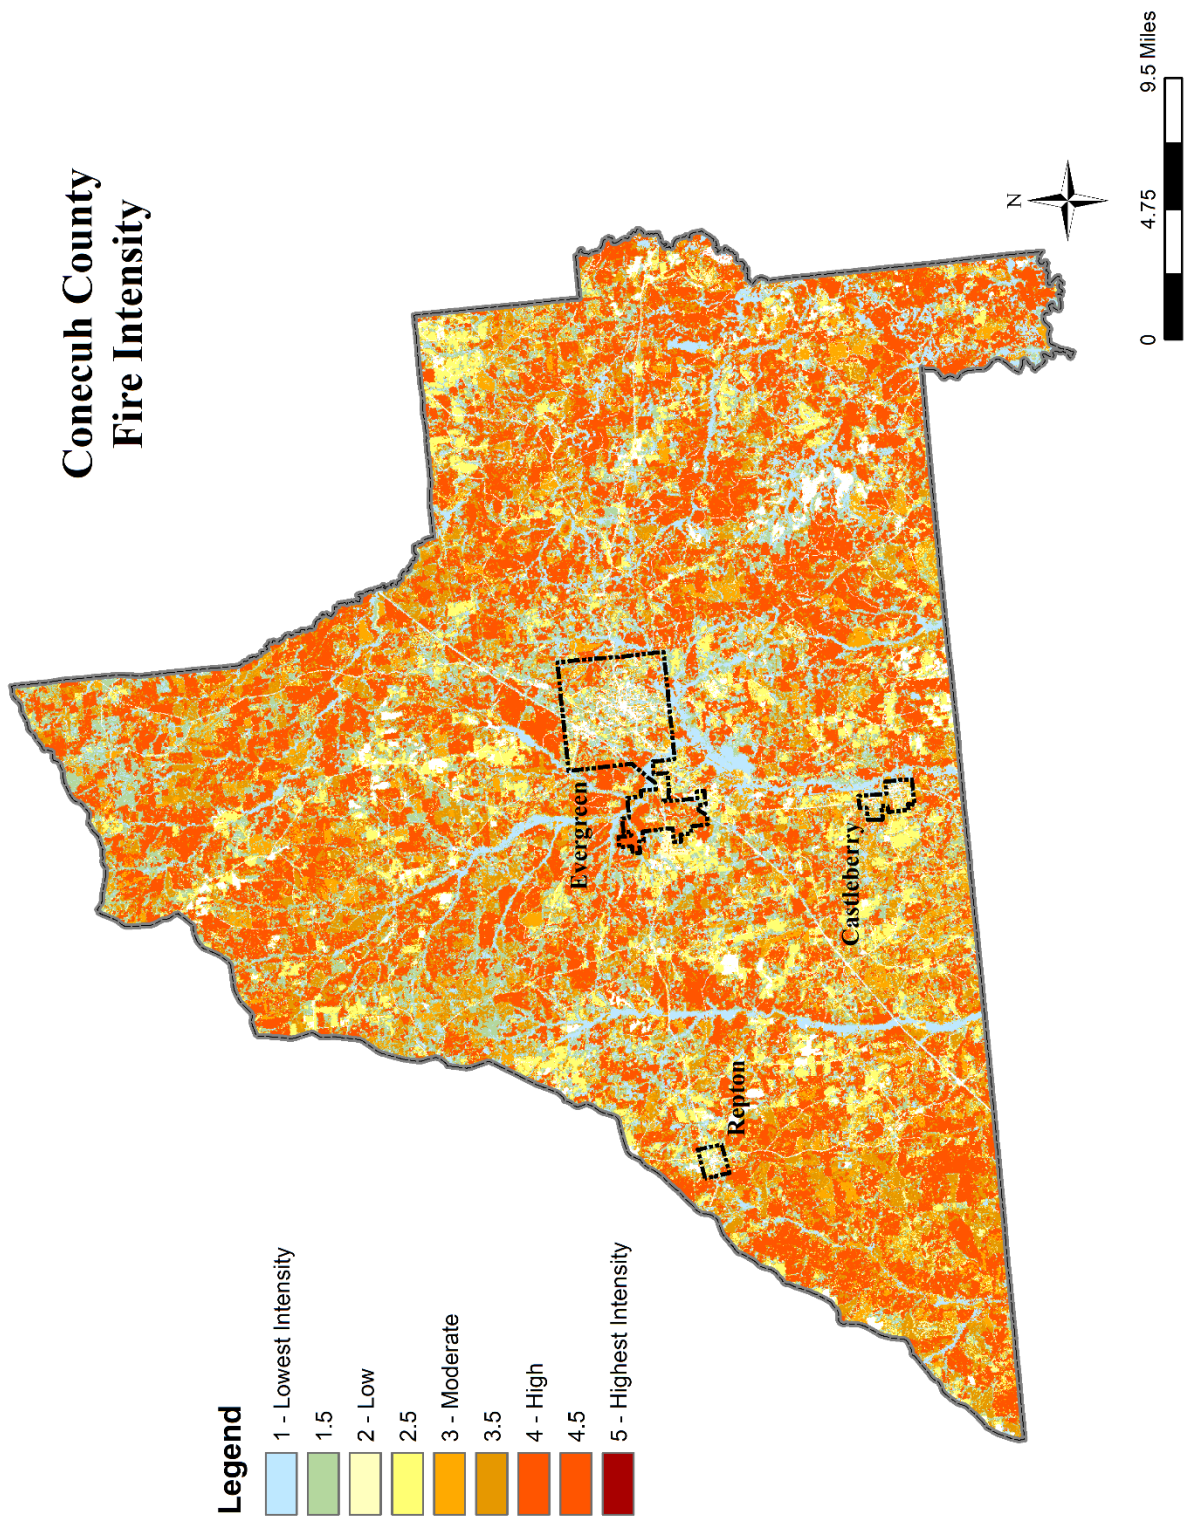 Conecuh County
Fire Intensity
Evergreen
Castleberry
Repton
Legend
1 - Lowest Intensity
1.5
2 - Low
2.5
3 - Moderate
3.5
4 - High
4.5
5 - Highest Intensity
N
0 4.75 9.5 Miles